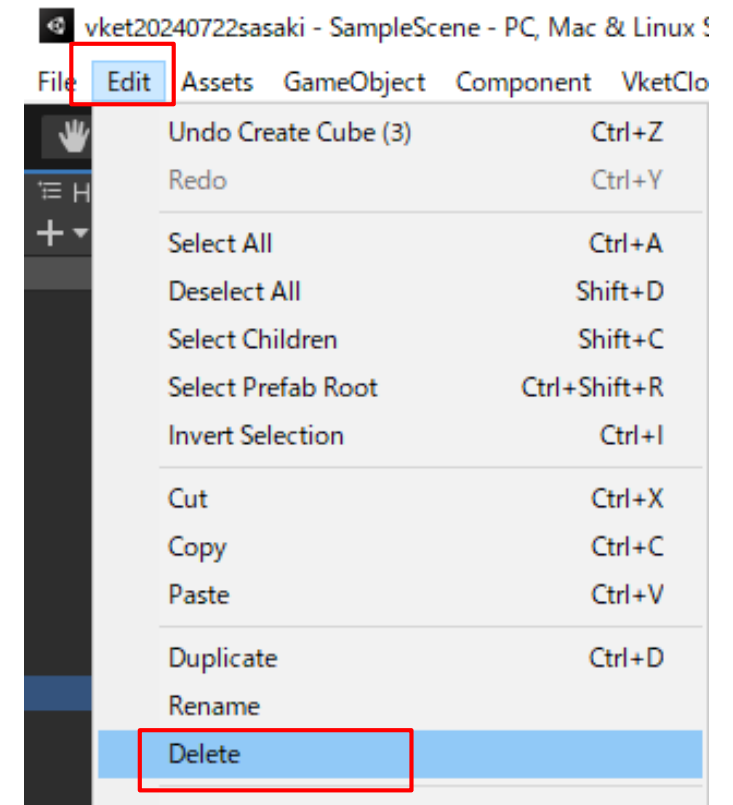 vket20240722sasaki - SampleScene - PC, Mac & Linux S
File Edit Assets GameObject Component VketClo
H
Undo Create Cube (3) Ctrl+Z
Redo Ctrl+Y
Select All Ctrl+A
Deselect All Shift+D
Select Children Shift+C
Select Prefab Root Ctrl+Shift+R
Invert Selection Ctrl+I
Cut Ctrl+X
Copy Ctrl+C
Paste Ctrl+V
Duplicate Ctrl+D
Rename
Delete